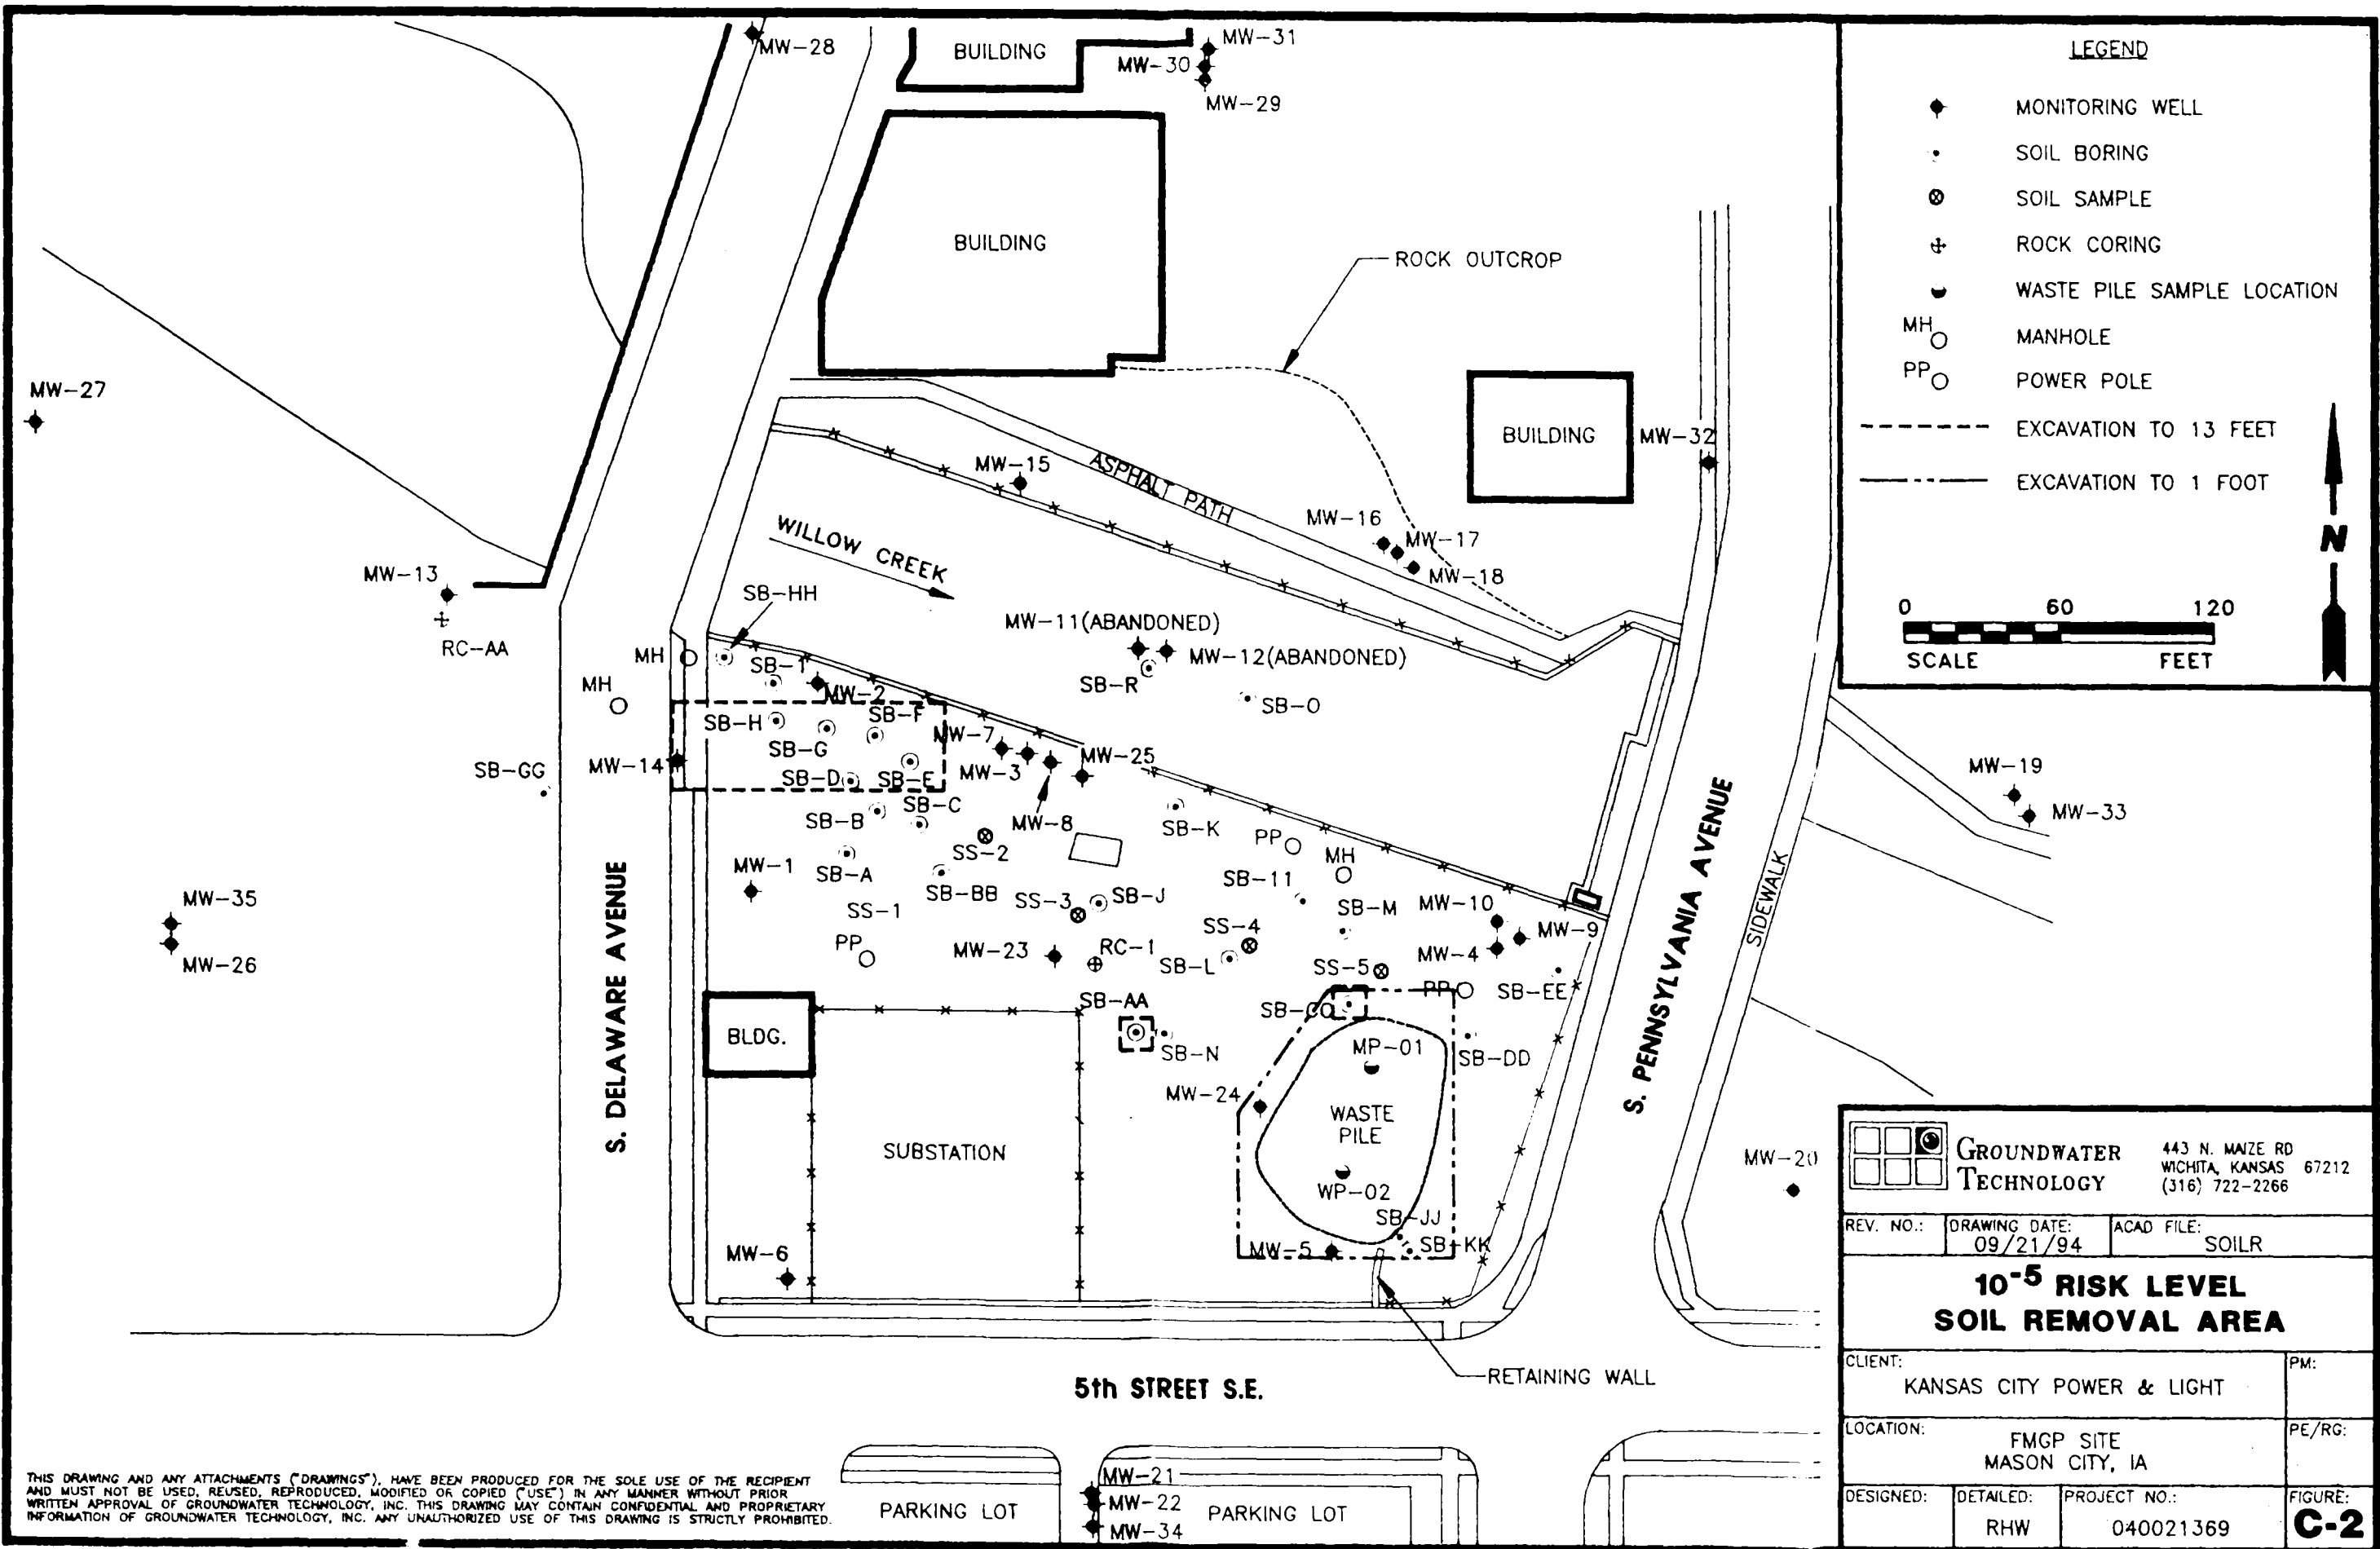 MW-28
BUILDING
MW-31
MW-30
MW-29
BUILDING
ROCK OUTCROP
MW-27
BUILDING
MW-32
MW-15
ASPHALT PATH
WILLOW CREEK
MW-16
MW-17
MW-18
MW-13
RC-AA
SB-HH
MW-11(ABANDONED)
MW-12(ABANDONED)
MH
SB-1
SB-R
MH
MW-2
SB-O
SB-H
SB-F
SB-G
MW-7
MW-25
SB-GG
MW-14
SB-D
SB-E
MW-3
SB-C
SB-B
MW-8
SB-K
PP
MH
SS-2
MW-1
SB-A
SB-BB
SS-3
SB-J
SB-11
SB-M
MW-10
SS-1
SS-4
MW-9
PP
MW-23
RC-1
SB-L
MW-4
SS-5
MW-35
MW-26
MW-19
MW-33
SB-AA
SB-CC
PP
SB-EE
BLDG.
SB-N
MP-01
SB-DD
MW-24
WASTE
PILE
SUBSTATION
WP-02
SB-JJ
SB-KK
MW-5
MW-6
MW-20
S. DELAWARE AVENUE
S. PENNSYLVANIA AVENUE
SIDEWALK
RETAINING WALL
5th STREET S.E.
PARKING LOT
MW-21
MW-22
MW-34
PARKING LOT
THIS DRAWING AND ANY ATTACHMENTS ("DRAWINGS"), HAVE BEEN PRODUCED FOR THE SOLE USE OF THE RECIPIENT
AND MUST NOT BE USED, REUSED, REPRODUCED, MODIFIED OR COPIED ("USE") IN ANY MANNER WITHOUT PRIOR
WRITTEN APPROVAL OF GROUNDWATER TECHNOLOGY, INC. THIS DRAWING MAY CONTAIN CONFIDENTIAL AND PROPRIETARY
INFORMATION OF GROUNDWATER TECHNOLOGY, INC. ANY UNAUTHORIZED USE OF THIS DRAWING IS STRICTLY PROHIBITED.
LEGEND
MONITORING WELL
SOIL BORING
SOIL SAMPLE
ROCK CORING
WASTE PILE SAMPLE LOCATION
MH MANHOLE
PP POWER POLE
EXCAVATION TO 13 FEET
EXCAVATION TO 1 FOOT
N
0 60 120
SCALE FEET
GROUNDWATER
TECHNOLOGY
443 N. MAIZE RD
WICHITA, KANSAS 67212
(316) 722-2266
REV. NO.:
DRAWING DATE:
09/21/94
ACAD FILE:
SOILR
10⁻⁵ RISK LEVEL
SOIL REMOVAL AREA
CLIENT:
KANSAS CITY POWER & LIGHT
PM:
LOCATION:
FMGP SITE
MASON CITY, IA
PE/RG:
DESIGNED:
DETAILED:
RHW
PROJECT NO.:
040021369
FIGURE:
C-2